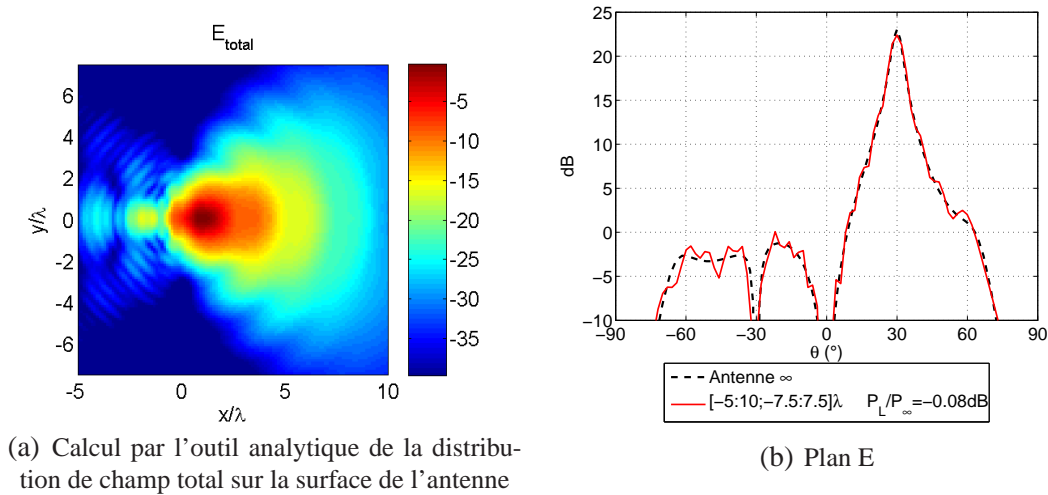 E_total
6
4
2
0
-2
-4
-6
y/λ
-5 0 5 10
x/λ
-5
-10
-15
-20
-25
-30
-35
(a) Calcul par l'outil analytique de la distribu-
tion de champ total sur la surface de l'antenne
25
20
15
10
5
0
−5
−10
dB
−90 −60 −30 0 30 60 90
θ (°)
Antenne ∞
[−5:10;−7.5:7.5]λ P_L/P_∞=−0.08dB
(b) Plan E